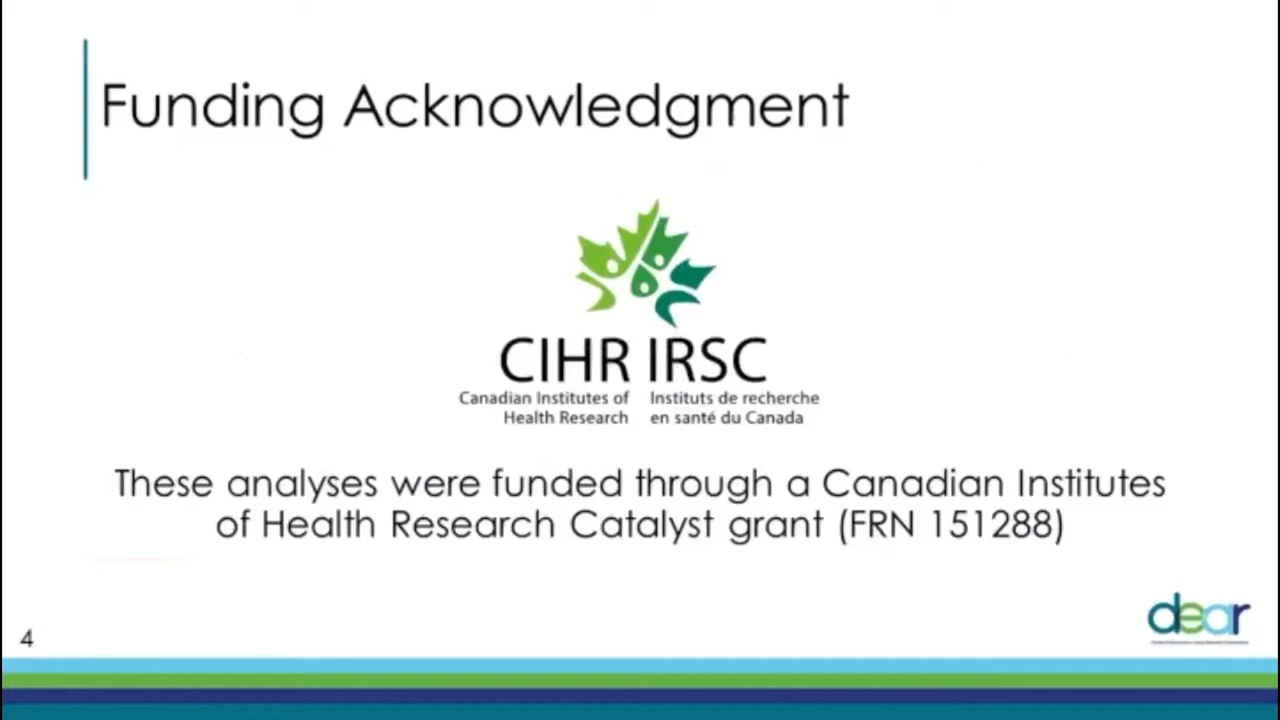 Funding Acknowledgment
CIHR IRSC
Canadian Institutes of Health Research
Instituts de recherche en santé du Canada
These analyses were funded through a Canadian Institutes
of Health Research Catalyst grant (FRN 151288)
dear
4